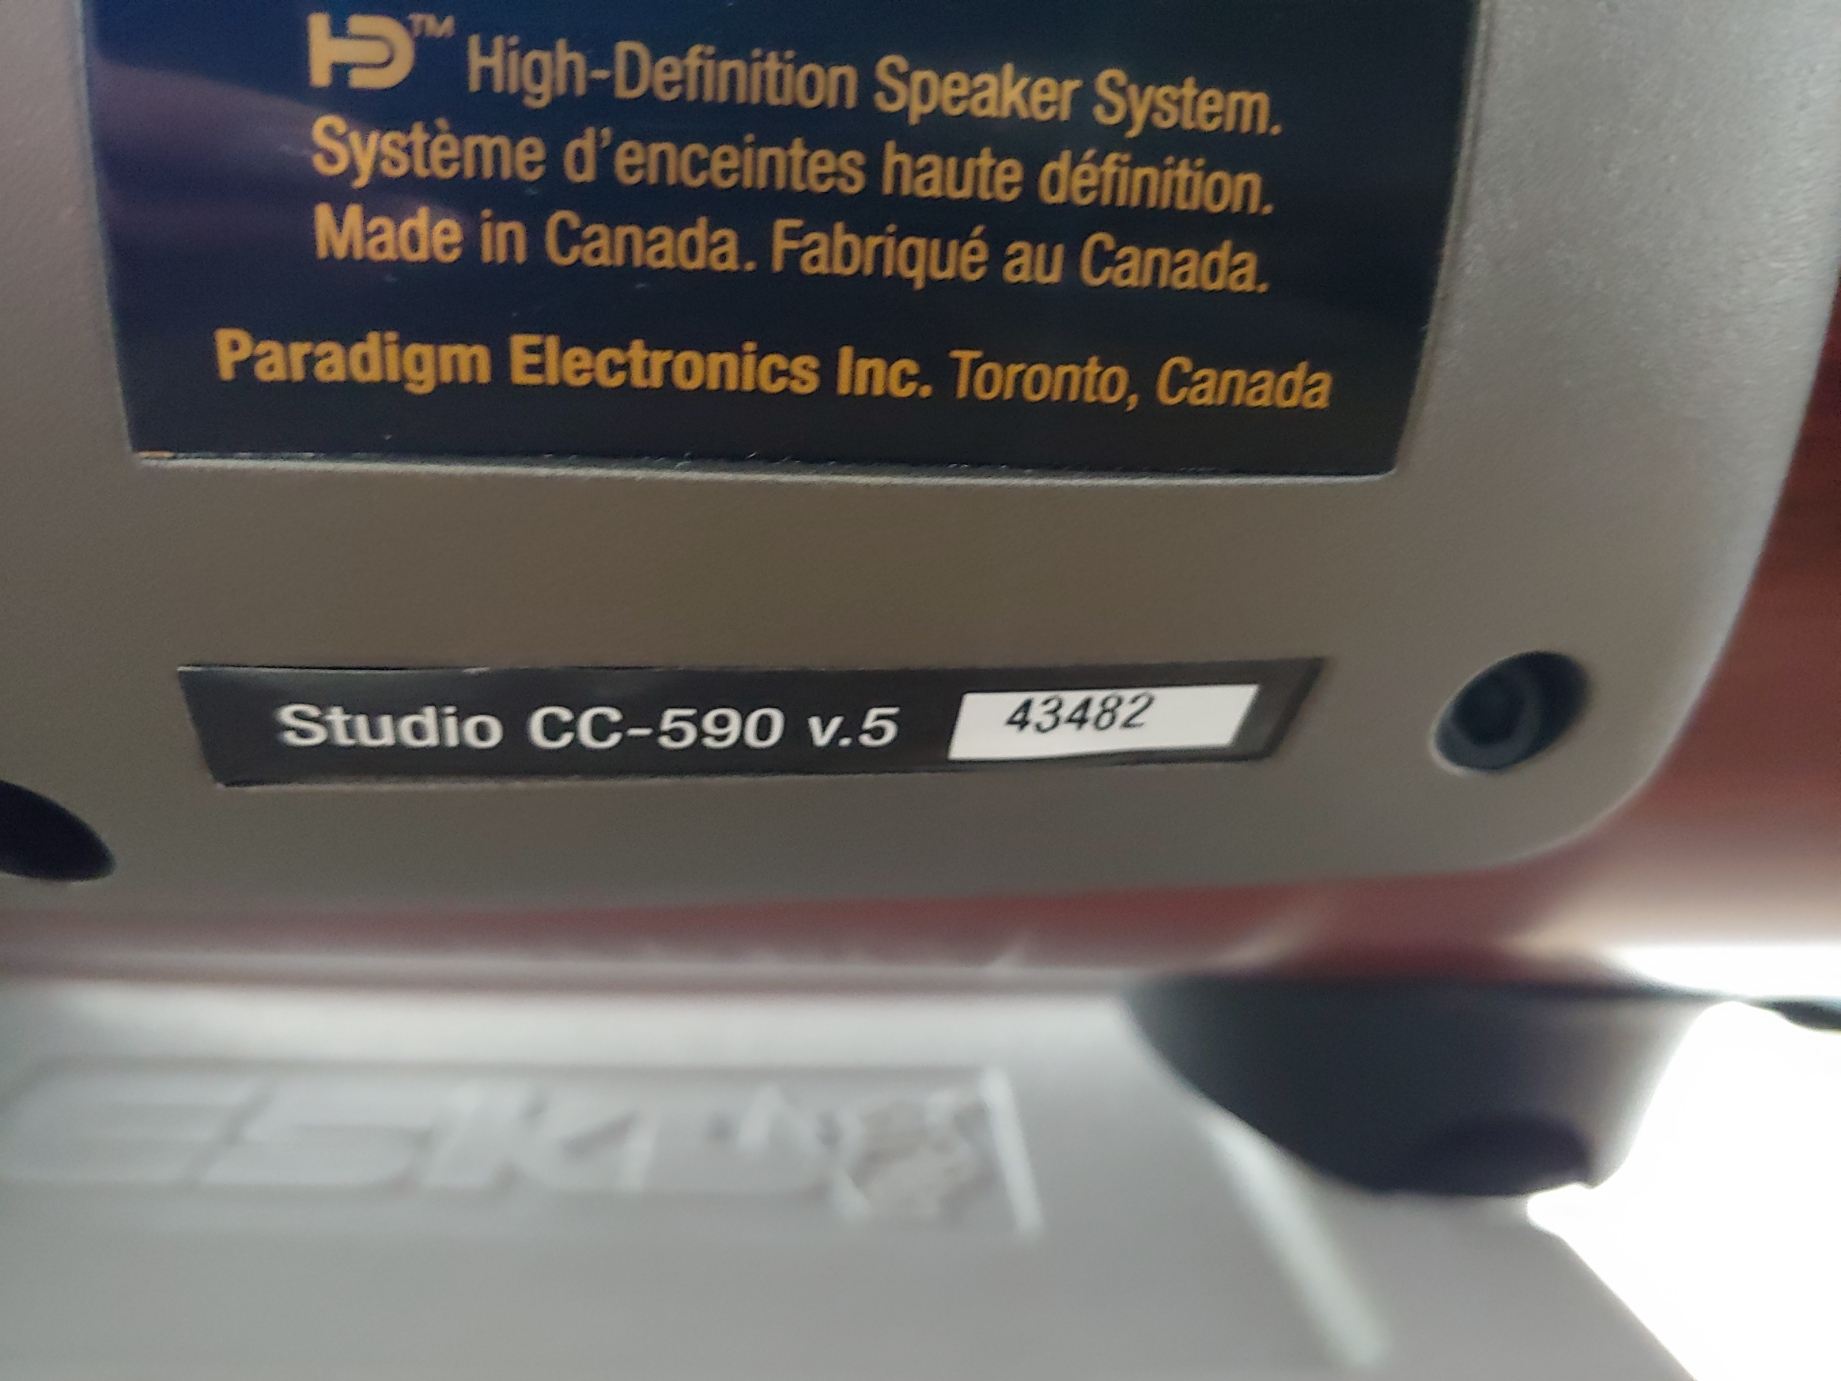 HD™ High-Definition Speaker System.
Système d'enceintes haute définition.
Made in Canada. Fabriqué au Canada.
Paradigm Electronics Inc. Toronto, Canada
Studio CC-590 v.5 43482